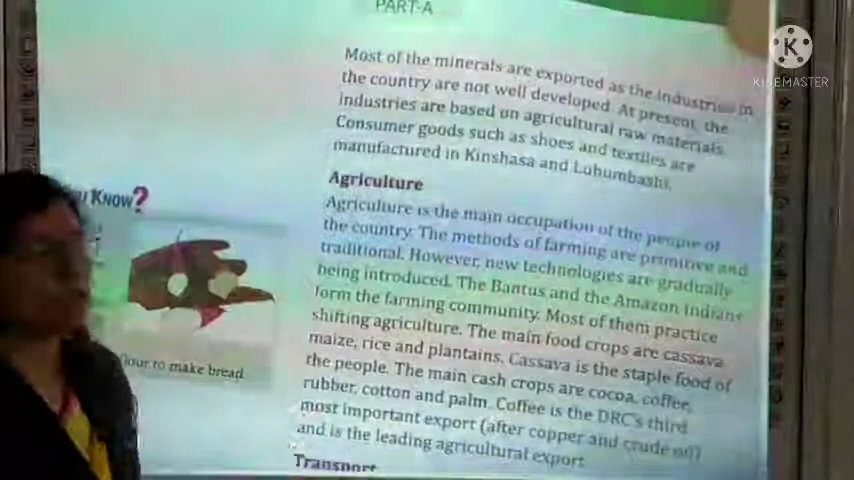 PART-A
KINEMASTER
Most of the minerals are exported as the industries in
the country are not well developed. At present, the
industries are based on agricultural raw materials.
Consumer goods such as shoes and textiles are
manufactured in Kinshasa and Luhumbashi.
KNOW?
Agriculture
Agriculture is the main occupation of the people of
the country. The methods of farming are primitive and
traditional. However, new technologies are gradually
being introduced. The Bantus and the Amazon Indians
form the farming community. Most of them practice
shifting agriculture. The main food crops are cassava
maize, rice and plantains. Cassava is the staple food of
the people. The main cash crops are cocoa, coffee,
rubber, cotton and palm. Coffee is the DRC's third
most important export (after copper and crude oil)
and is the leading agricultural export
flour to make bread.
Transport